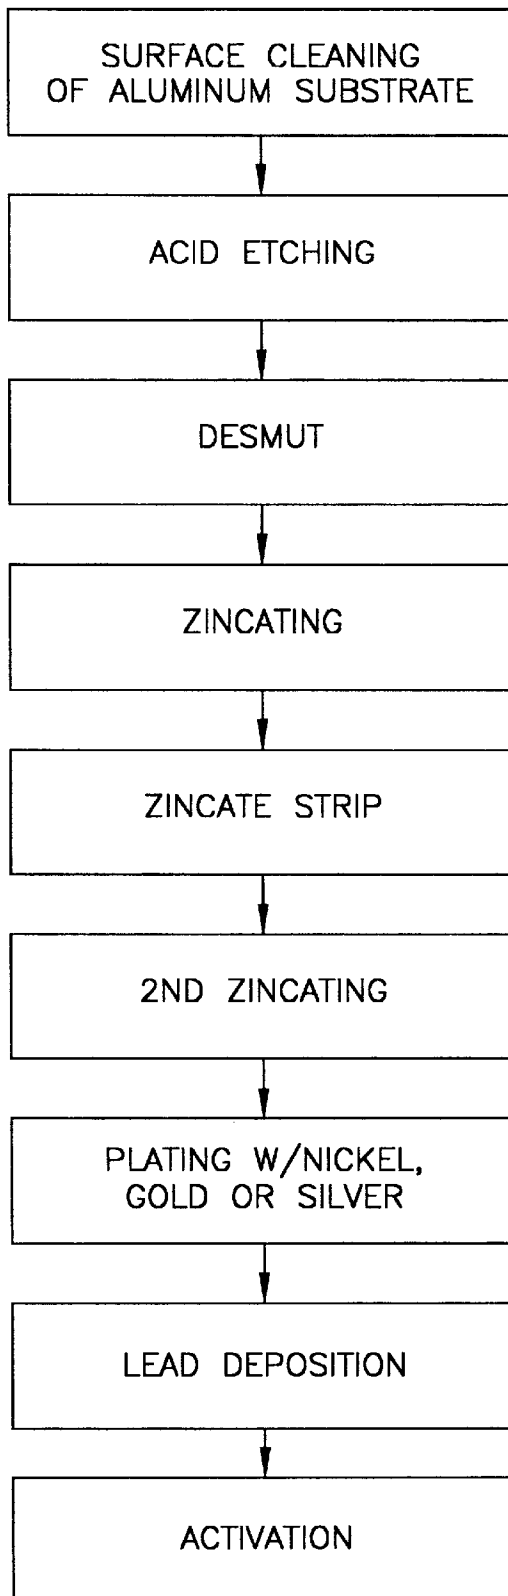 SURFACE CLEANING
OF ALUMINUM SUBSTRATE
ACID ETCHING
DESMUT
ZINCATING
ZINCATE STRIP
2ND ZINCATING
PLATING W/NICKEL,
GOLD OR SILVER
LEAD DEPOSITION
ACTIVATION